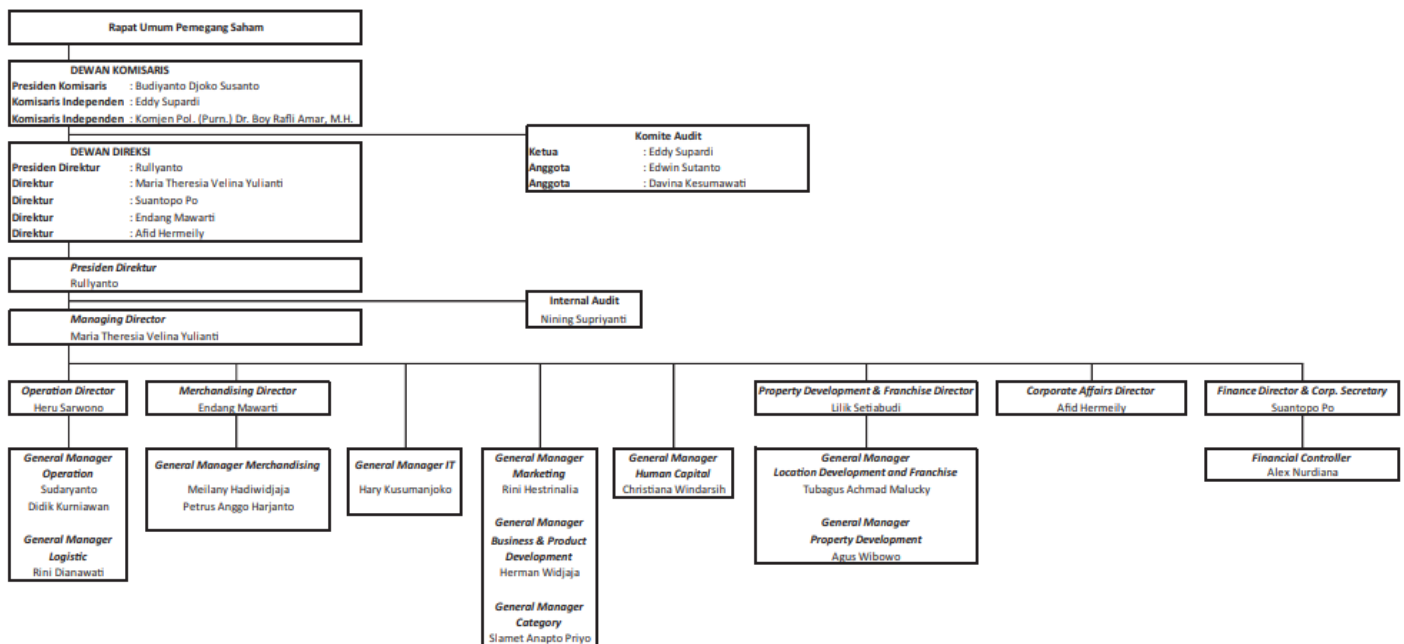 Rapat Umum Pemegang Saham
DEWAN KOMISARIS
Presiden Komisaris : Budiyanto Djoko Susanto
Komisaris Independen : Eddy Supardi
Komisaris Independen : Komjen Pol. (Purn.) Dr. Boy Rafli Amar, M.H.
Komite Audit
Ketua : Eddy Supardi
Anggota : Edwin Sutanto
Anggota : Davina Kesumawati
DEWAN DIREKSI
Presiden Direktur : Rullyanto
Direktur : Maria Theresia Velina Yulianti
Direktur : Suantopo Po
Direktur : Endang Mawarti
Direktur : Afid Hermeily
Presiden Direktur
Rullyanto
Internal Audit
Nining Supriyanti
Managing Director
Maria Theresia Velina Yulianti
Operation Director
Heru Sarwono
Merchandising Director
Endang Mawarti
Property Development & Franchise Director
Lilik Setiabudi
Corporate Affairs Director
Afid Hermeily
Finance Director & Corp. Secretary
Suantopo Po
General Manager
Operation
Sudaryanto
Didik Kurniawan
General Manager
Logistic
Rini Dianawati
General Manager Merchandising
Meilany Hadiwidjaja
Petrus Anggo Harjanto
General Manager IT
Hary Kusumanjoko
General Manager
Marketing
Rini Hestrinalia
General Manager
Business & Product
Development
Herman Widjaja
General Manager
Category
Slamet Anapto Priyo
General Manager
Human Capital
Christiana Windarsih
General Manager
Location Development and Franchise
Tubagus Achmad Malucky
General Manager
Property Development
Agus Wibowo
Financial Controller
Alex Nurdiana